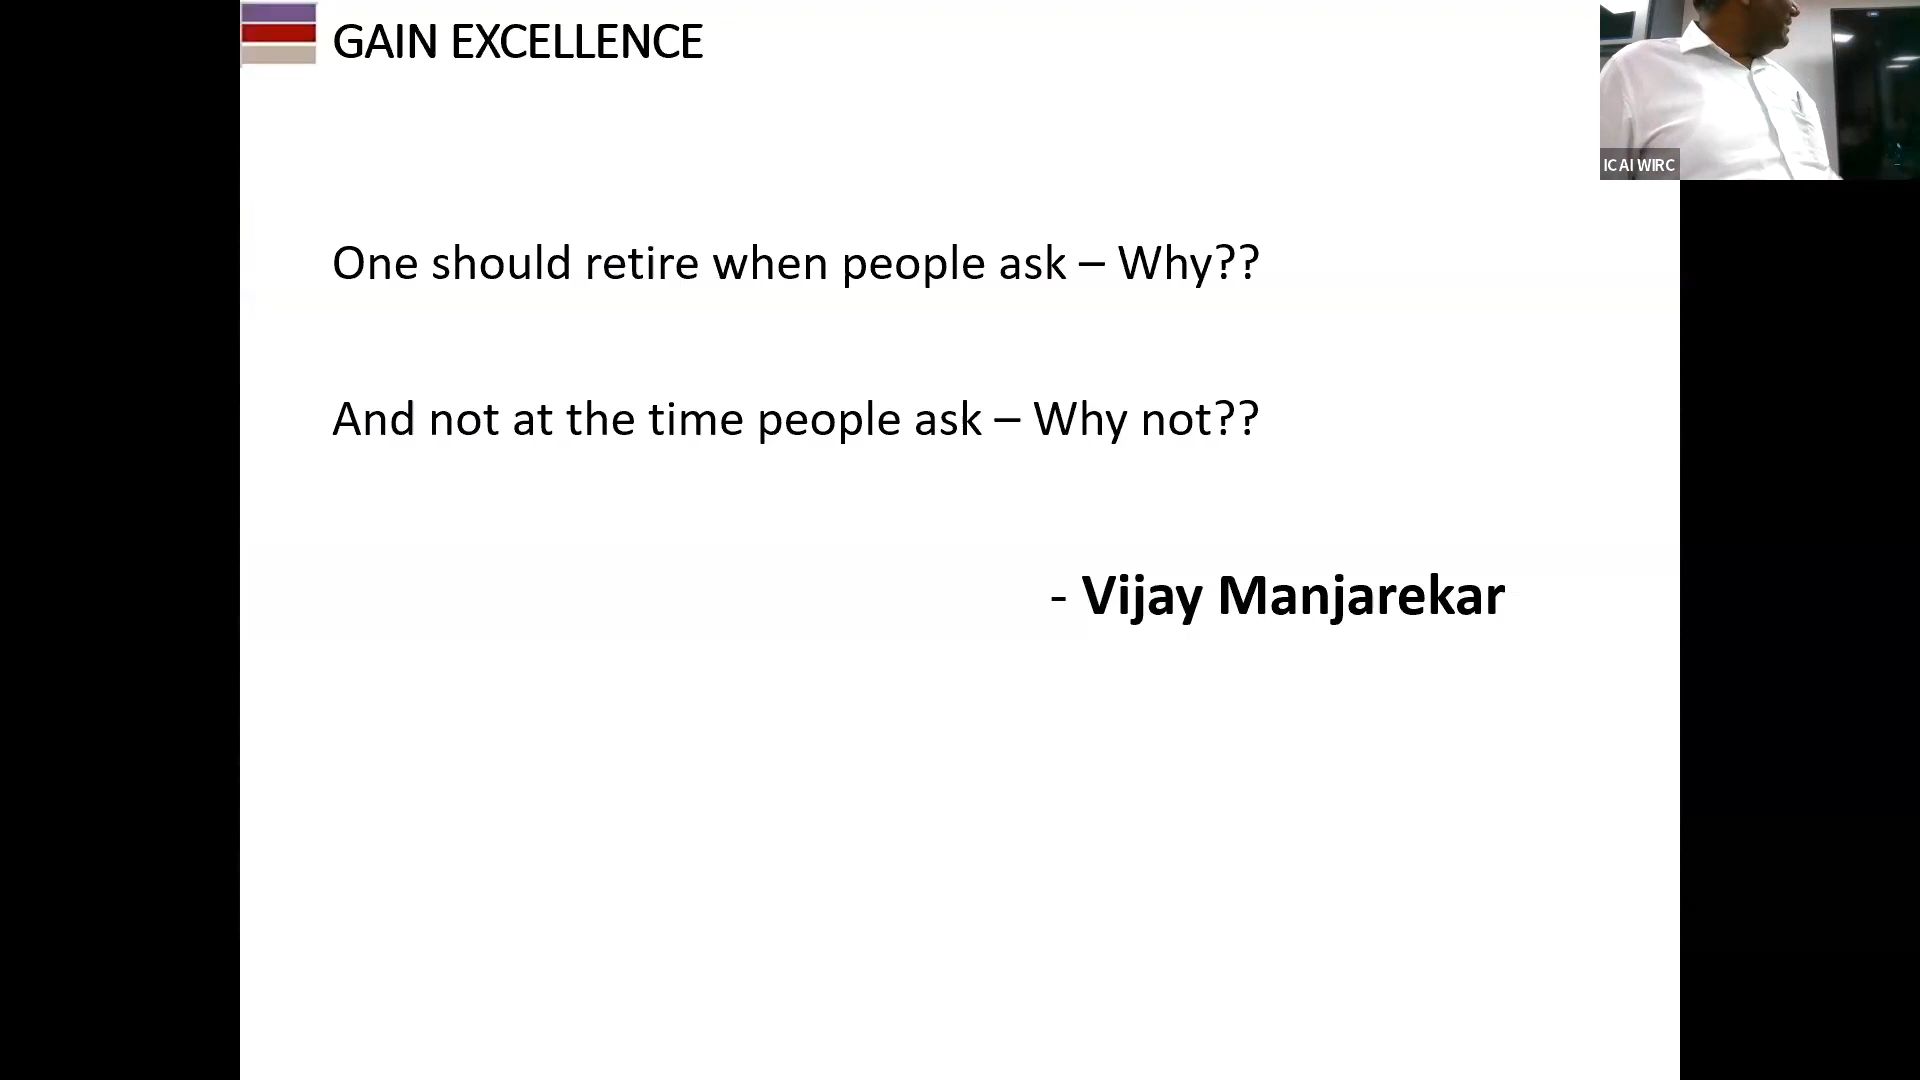 GAIN EXCELLENCE
One should retire when people ask – Why??
And not at the time people ask – Why not??
- Vijay Manjarekar
ICAI WIRC